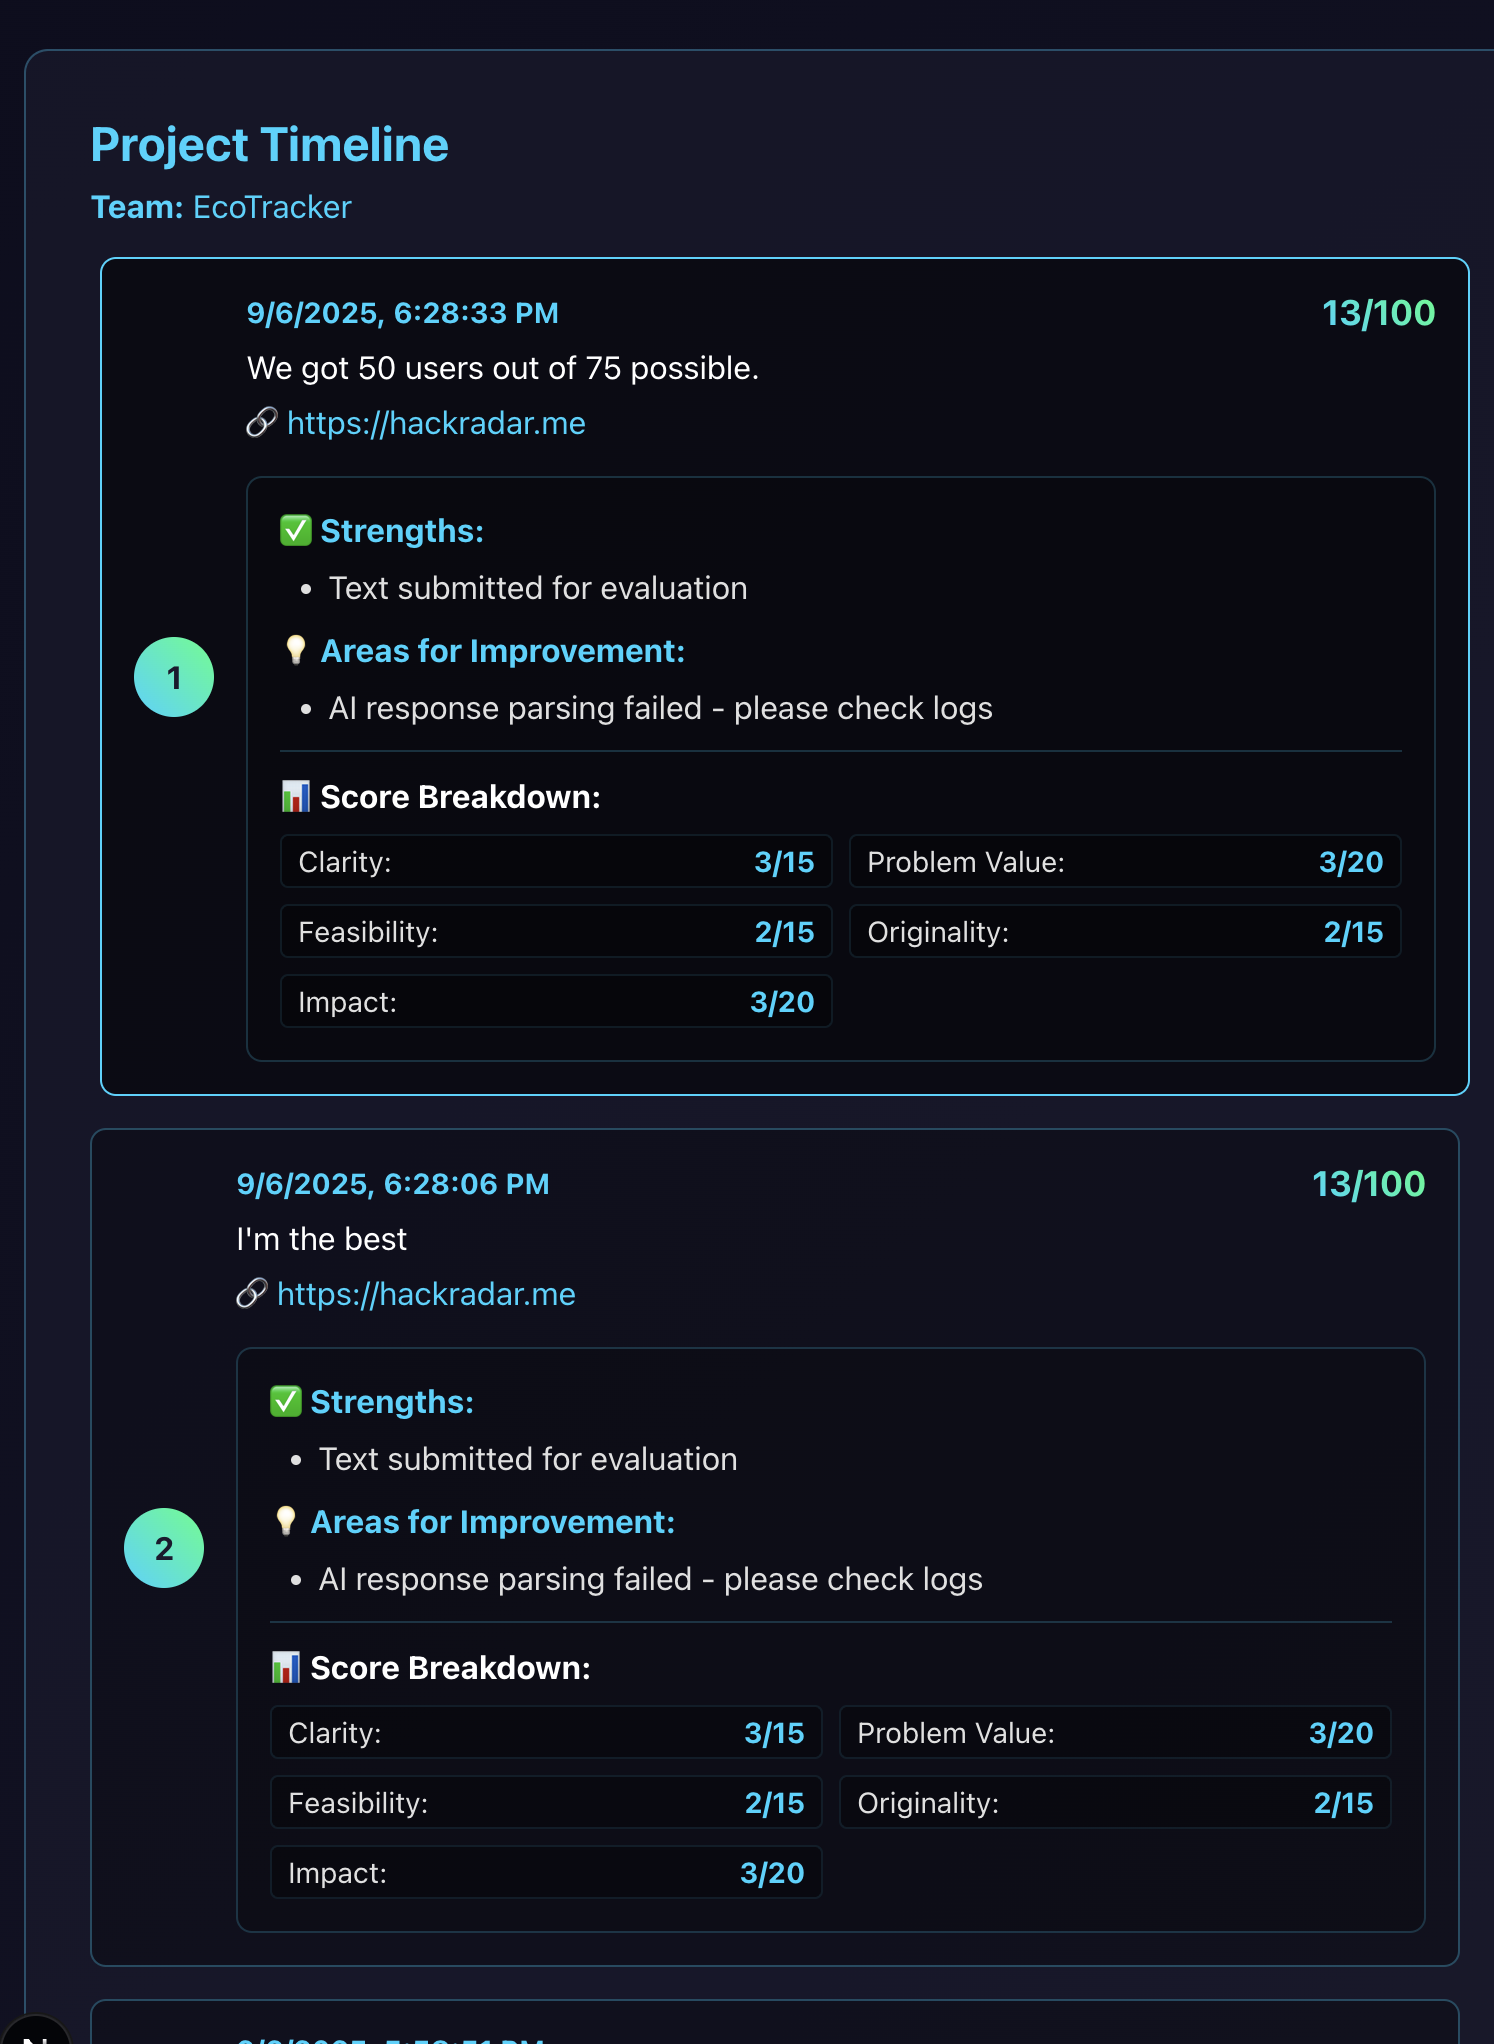 Project Timeline
Team: EcoTracker
9/6/2025, 6:28:33 PM
13/100
We got 50 users out of 75 possible.
https://hackradar.me
Strengths:
Text submitted for evaluation
Areas for Improvement:
1
AI response parsing failed - please check logs
Score Breakdown:
Clarity: 3/15
Problem Value: 3/20
Feasibility: 2/15
Originality: 2/15
Impact: 3/20
9/6/2025, 6:28:06 PM
13/100
I'm the best
https://hackradar.me
Strengths:
Text submitted for evaluation
Areas for Improvement:
2
AI response parsing failed - please check logs
Score Breakdown:
Clarity: 3/15
Problem Value: 3/20
Feasibility: 2/15
Originality: 2/15
Impact: 3/20